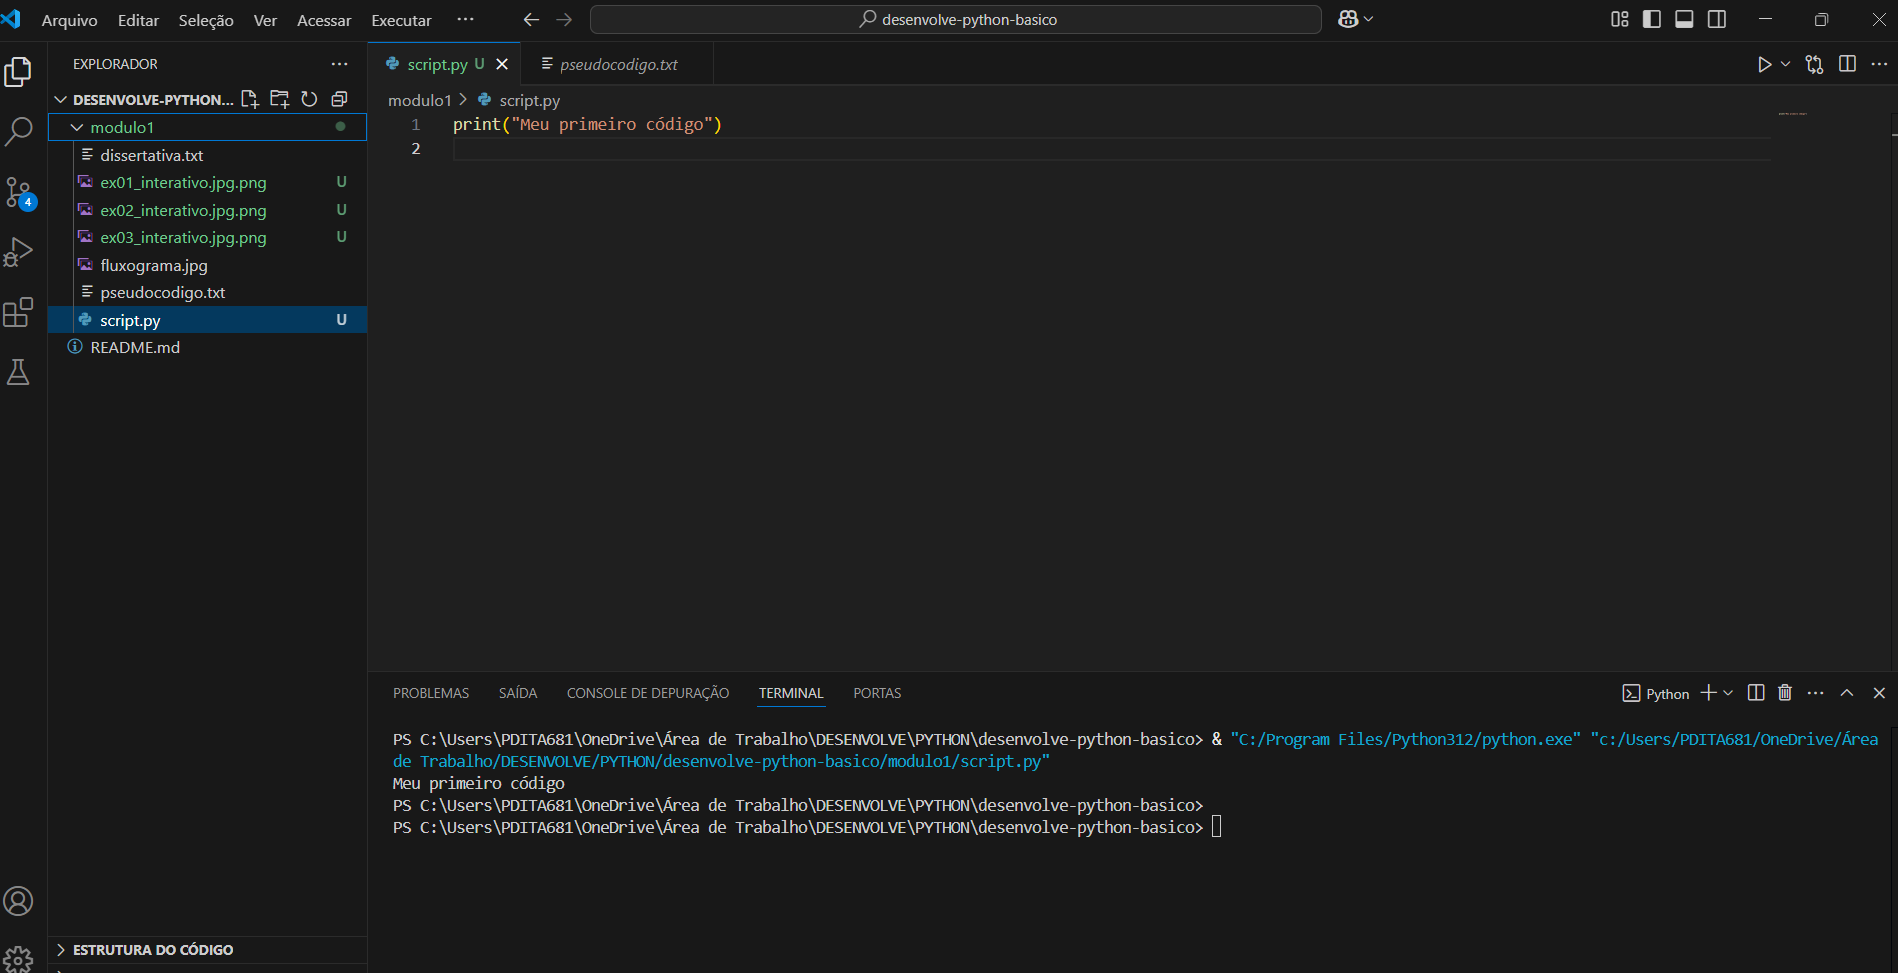 Arquivo Editar Seleção Ver Acessar Executar ··· desenvolve-python-basico
EXPLORADOR
DESENVOLVE-PYTHON...
modulo1
dissertativa.txt
ex01_interativo.jpg.png U
ex02_interativo.jpg.png U
ex03_interativo.jpg.png U
fluxograma.jpg
pseudocodigo.txt
script.py U
README.md
4
ESTRUTURA DO CÓDIGO
script.py U pseudocodigo.txt
modulo1 > script.py
1 print("Meu primeiro código")
2
PROBLEMAS SAÍDA CONSOLE DE DEPURAÇÃO TERMINAL PORTAS Python
PS C:\Users\PDITA681\OneDrive\Área de Trabalho\DESENVOLVE\PYTHON\desenvolve-python-basico> & "C:/Program Files/Python312/python.exe" "c:/Users/PDITA681/OneDrive/Área
de Trabalho/DESENVOLVE/PYTHON/desenvolve-python-basico/modulo1/script.py"
Meu primeiro código
PS C:\Users\PDITA681\OneDrive\Área de Trabalho\DESENVOLVE\PYTHON\desenvolve-python-basico>
PS C:\Users\PDITA681\OneDrive\Área de Trabalho\DESENVOLVE\PYTHON\desenvolve-python-basico>